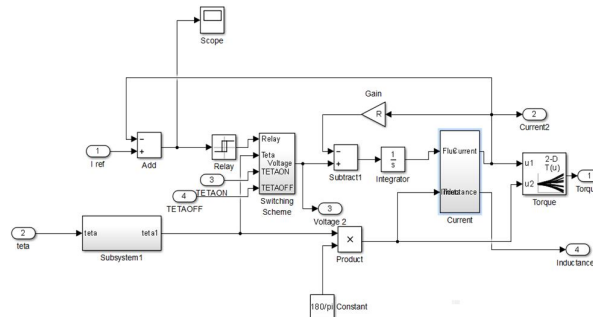 Scope
Gain
R
2
Current2
1
I ref
Add
Relay
Relay
Teta
Voltage
TETAON
TETAOFF
Switching
Scheme
3
TETAON
4
TETAOFF
Subtract1
1
s
Integrator
Current
Current
u1
u2
2-D
T(u)
Torque
1
Torqu
3
Voltage 2
2
teta
teta
teta1
Subsystem1
Product
4
Inductance
180/pi
Constant